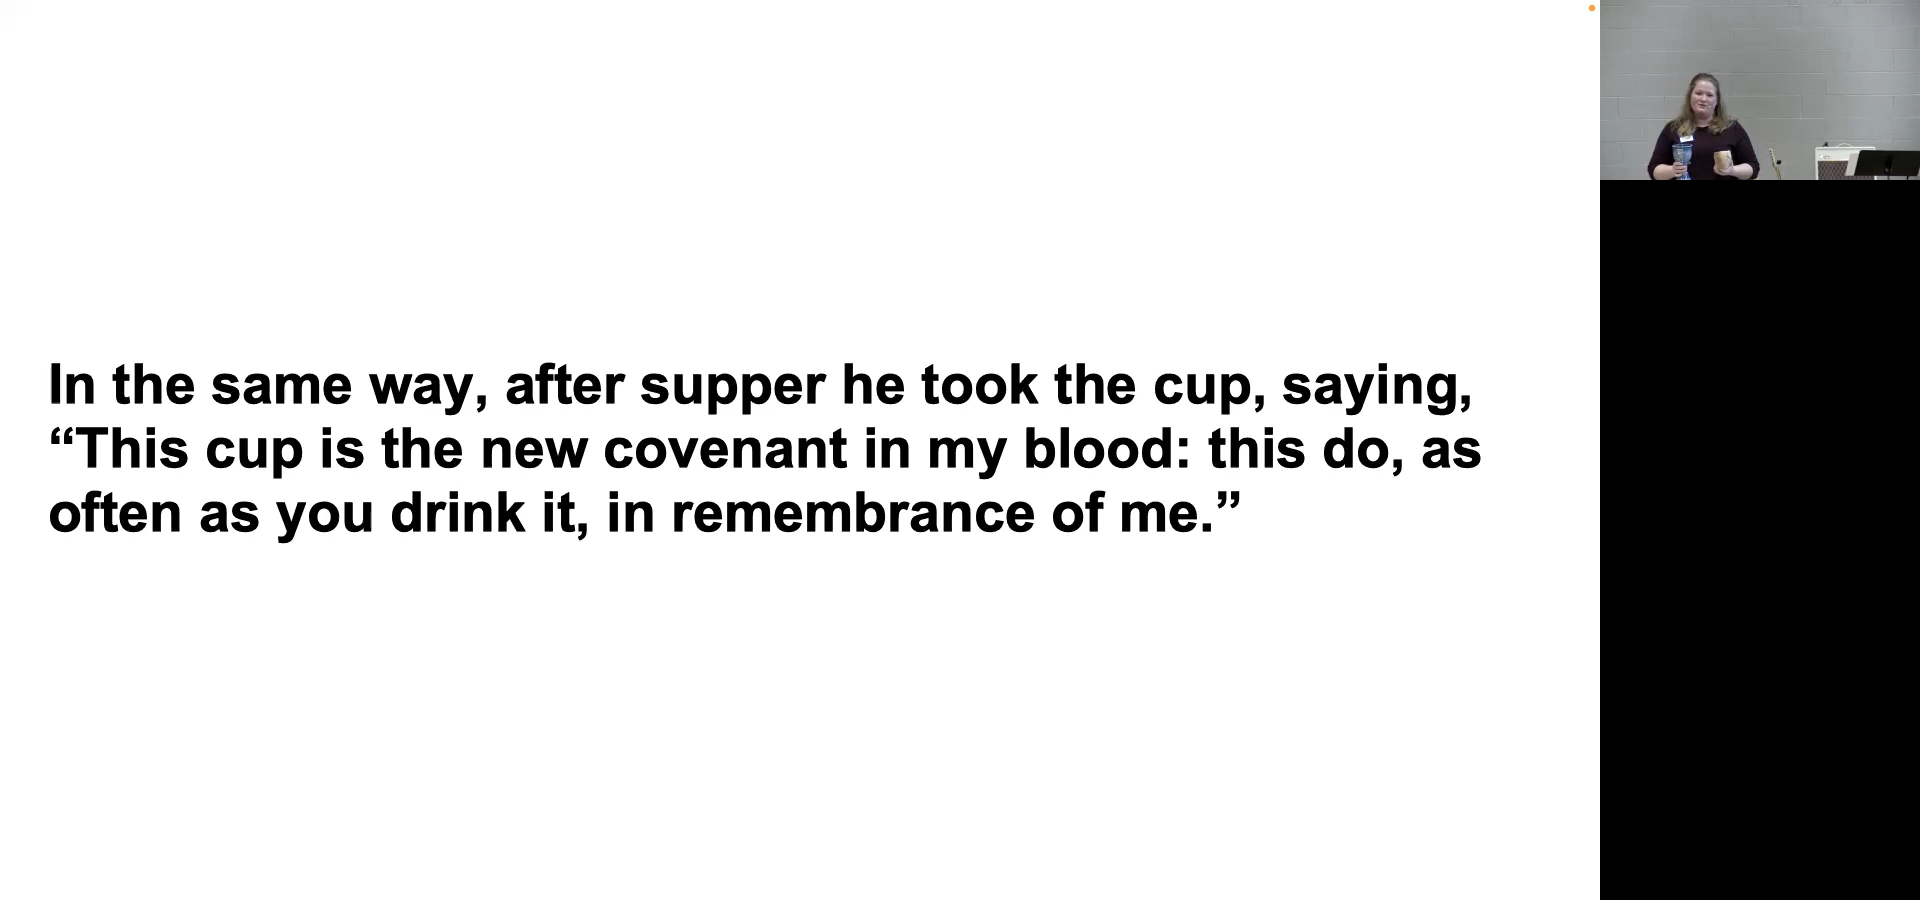 In the same way, after supper he took the cup, saying,
“This cup is the new covenant in my blood: this do, as
often as you drink it, in remembrance of me.”